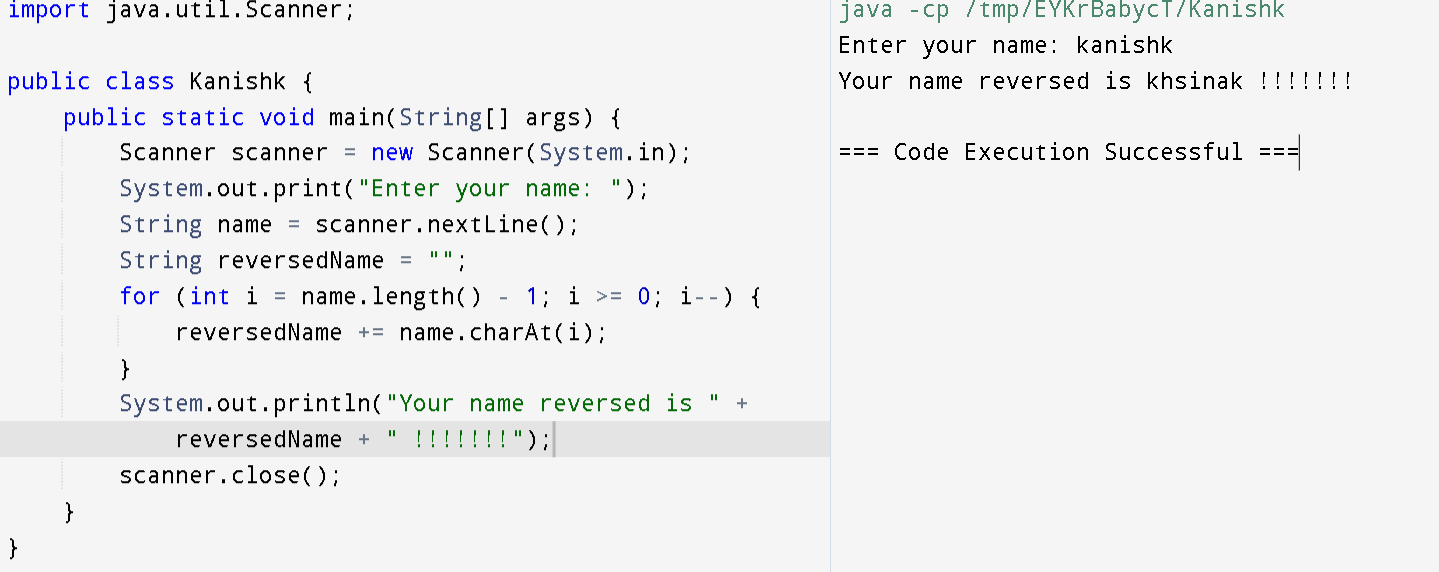 import java.util.Scanner;

public class Kanishk {
    public static void main(String[] args) {
        Scanner scanner = new Scanner(System.in);
        System.out.print("Enter your name: ");
        String name = scanner.nextLine();
        String reversedName = "";
        for (int i = name.length() - 1; i >= 0; i--) {
            reversedName += name.charAt(i);
        }
        System.out.println("Your name reversed is " +
            reversedName + " !!!!!!!");
        scanner.close();
    }
}
java -cp /tmp/EYKrBabycT/Kanishk
Enter your name: kanishk
Your name reversed is khsinak !!!!!!!

=== Code Execution Successful ===